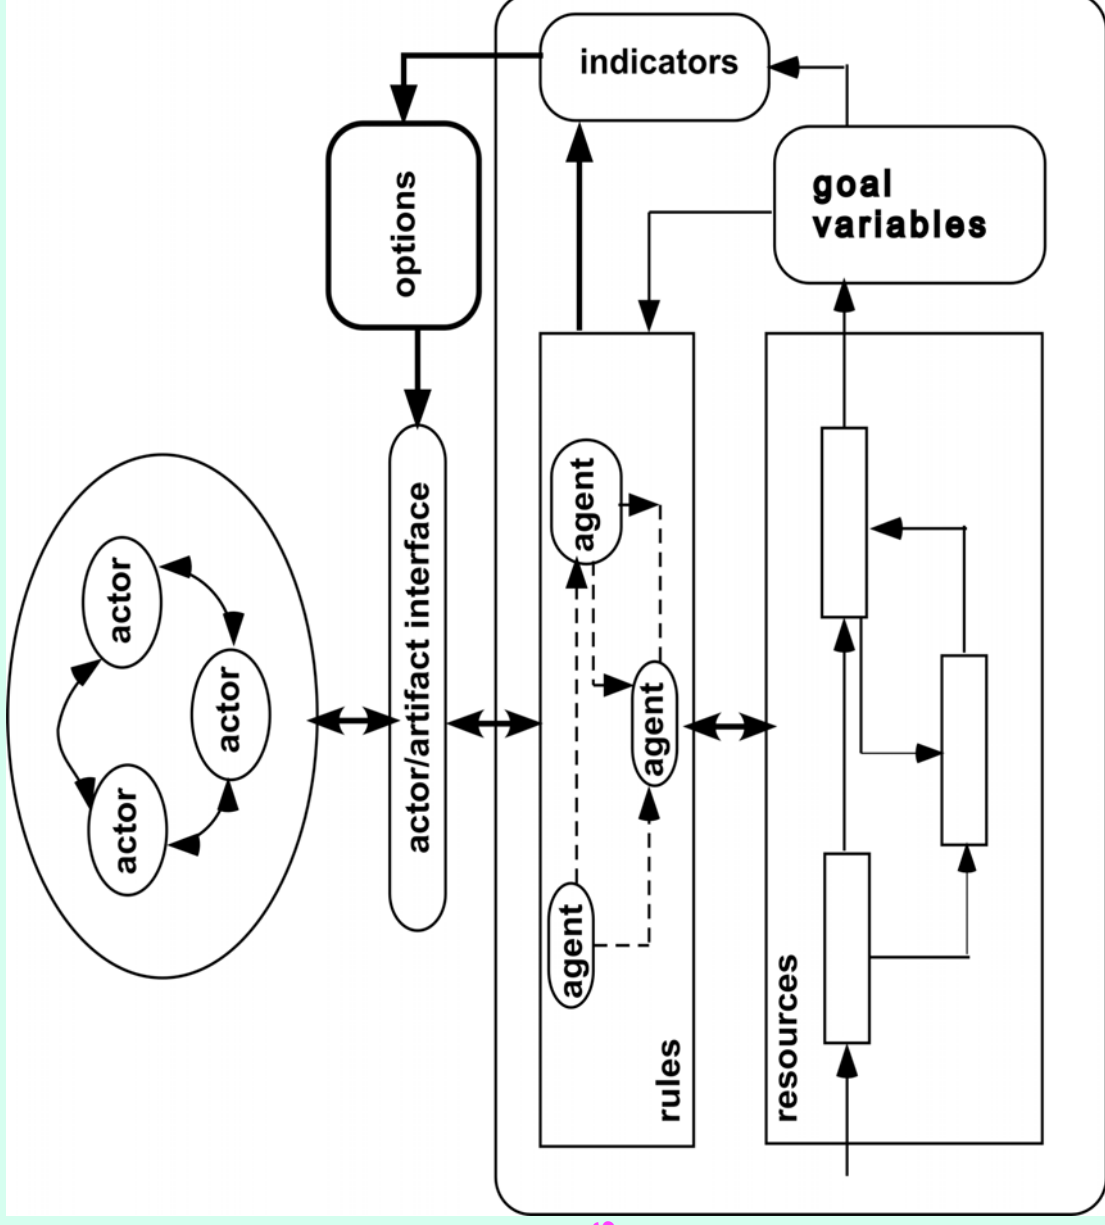 indicators
options
goal
variables
actor
actor
actor
actor/artifact interface
agent
agent
agent
rules
resources